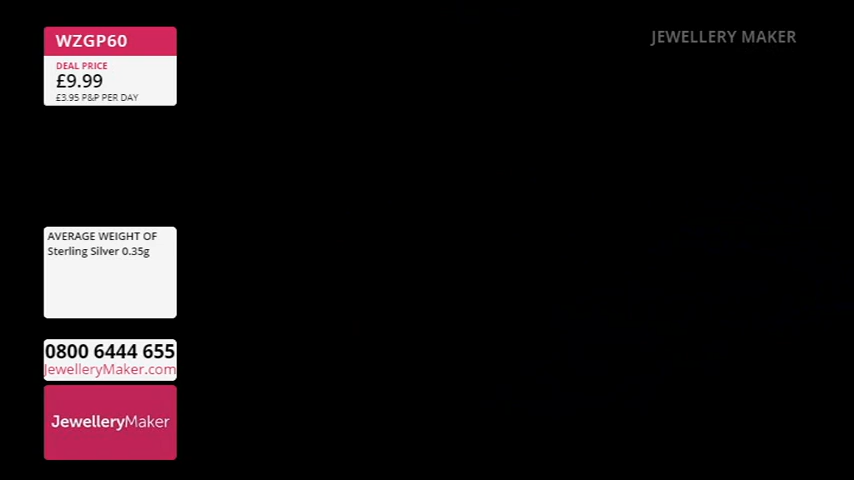 WZGP60
JEWELLERY MAKER
DEAL PRICE
£9.99
£3.95 P&P PER DAY
AVERAGE WEIGHT OF
Sterling Silver 0.35g
0800 6444 655
JewelleryMaker.com
JewelleryMaker